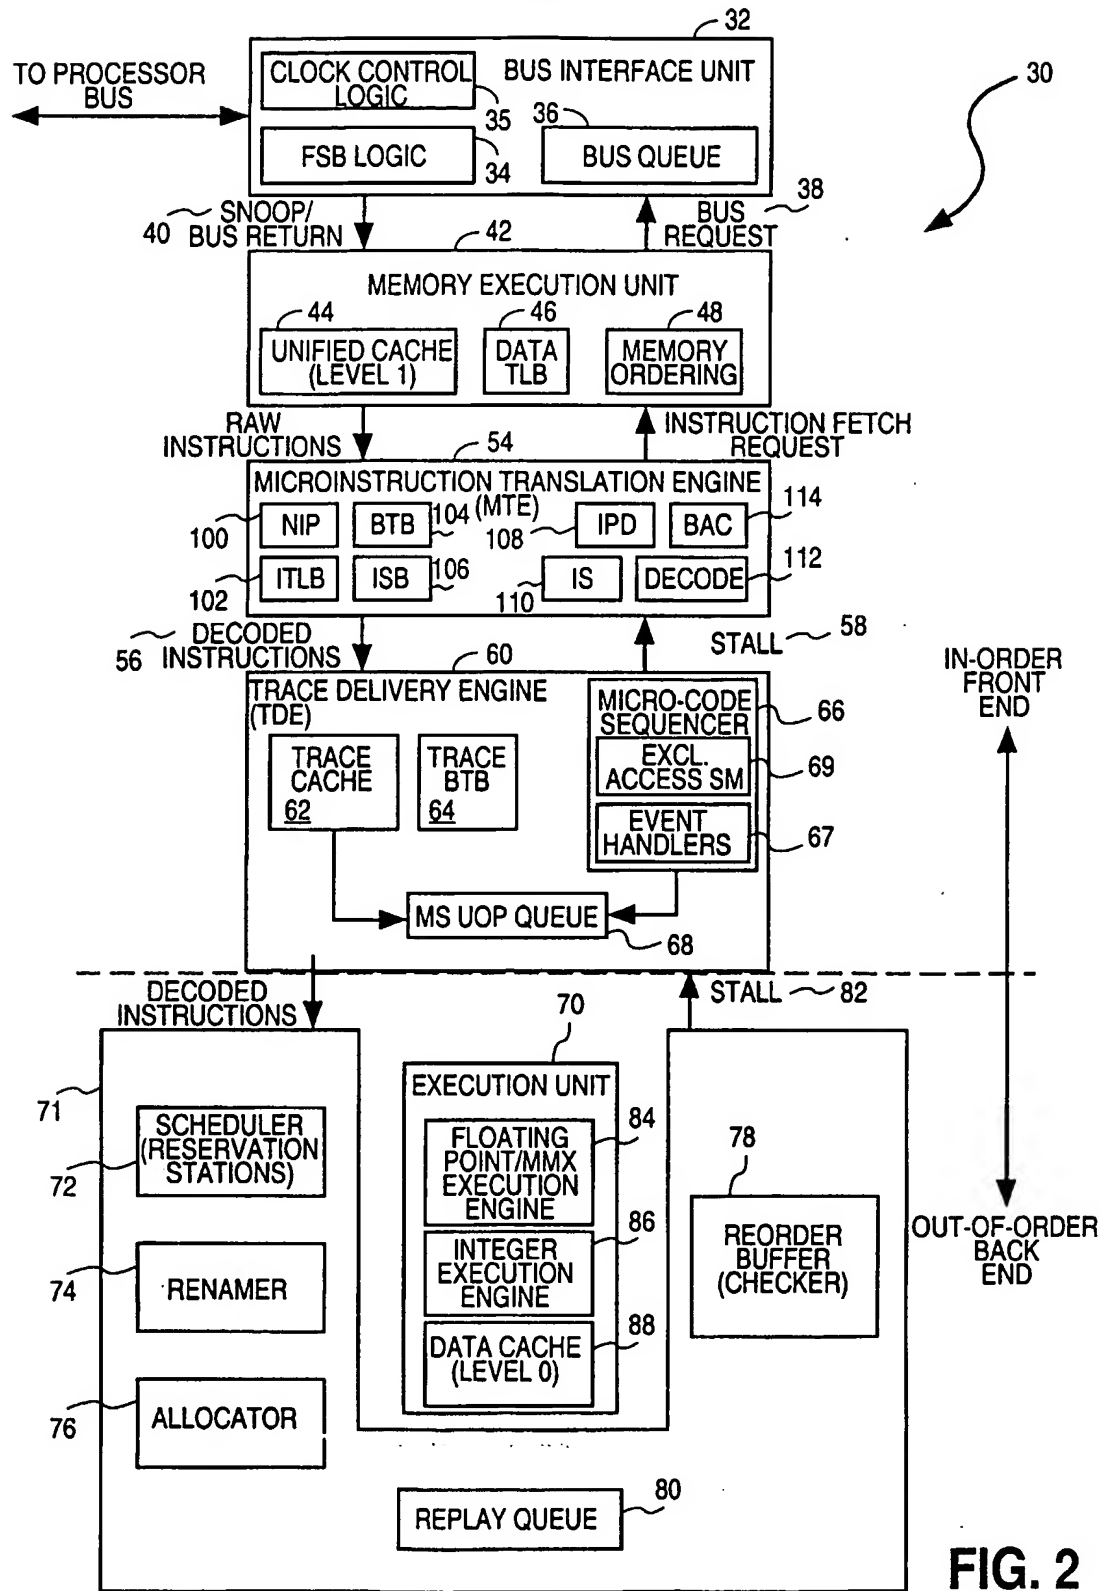 32
TO PROCESSOR
BUS
CLOCK CONTROL
LOGIC
35
BUS INTERFACE UNIT
30
FSB LOGIC
34
36
BUS QUEUE
40
SNOOP/
BUS RETURN
42
BUS
REQUEST
38
MEMORY EXECUTION UNIT
44
UNIFIED CACHE
(LEVEL 1)
46
DATA
TLB
48
MEMORY
ORDERING
RAW
INSTRUCTIONS
54
INSTRUCTION FETCH
REQUEST
MICROINSTRUCTION TRANSLATION ENGINE
(MTE)
100
NIP
BTB
104
108
IPD
BAC
114
102
ITLB
ISB
106
110
IS
DECODE
112
56
DECODED
INSTRUCTIONS
60
STALL
58
IN-ORDER
FRONT
END
TRACE DELIVERY ENGINE
(TDE)
TRACE
CACHE
62
TRACE
BTB
64
MICRO-CODE
SEQUENCER
66
EXCL.
ACCESS SM
69
EVENT
HANDLERS
67
MS UOP QUEUE
68
DECODED
INSTRUCTIONS
STALL
82
71
SCHEDULER
(RESERVATION
STATIONS)
72
70
EXECUTION UNIT
FLOATING
POINT/MMX
EXECUTION
ENGINE
84
78
REORDER
BUFFER
(CHECKER)
OUT-OF-ORDER
BACK
END
74
RENAMER
INTEGER
EXECUTION
ENGINE
86
DATA CACHE
(LEVEL 0)
88
76
ALLOCATOR
REPLAY QUEUE
80
FIG. 2